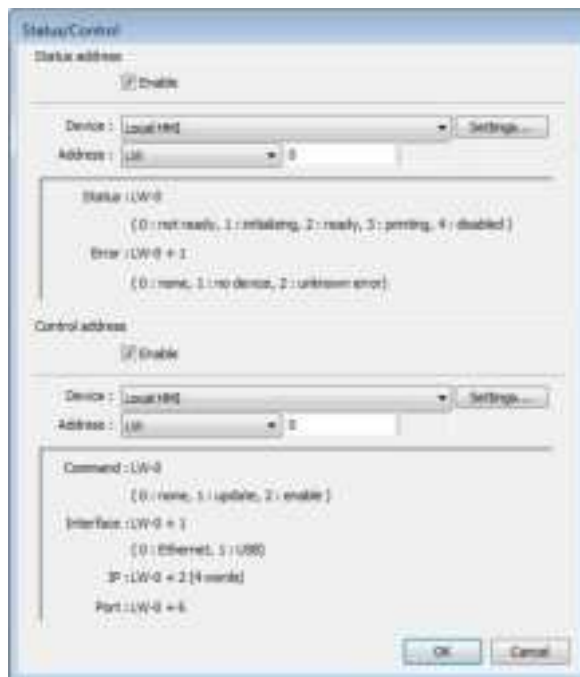 Status/Control
Status address
Enable
Device : Local HMI Settings...
Address : LW 0
Status : LW-0
( 0 : not ready, 1 : initializing, 2 : ready, 3 : printing, 4 : disabled )
Error : LW-0 + 1
( 0 : none, 1 : no device, 2 : unknown error)
Control address
Enable
Device : Local HMI Settings...
Address : LW 0
Command : LW-0
( 0 : none, 1 : update, 2 : enable )
Interface : LW-0 + 1
( 0 : Ethernet, 1 : USB)
IP : LW-0 + 2 (4 words)
Port : LW-0 + 6
OK Cancel